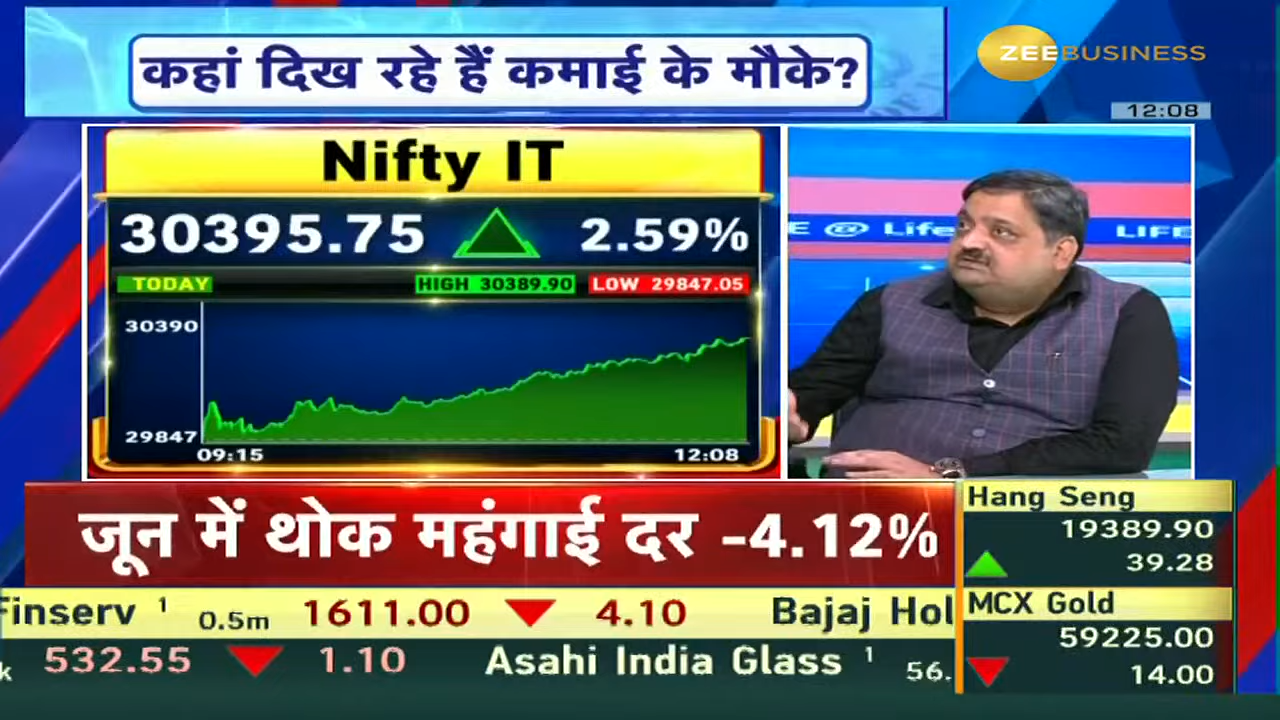 कहां दिख रहे हैं कमाई के मौके?
ZEEBUSINESS
12:08
Nifty IT
30395.75 2.59%
TODAY HIGH 30389.90 LOW 29847.05
30390
29847
09:15 12:08
E @ Life LIFE
जून में थोक महंगाई दर -4.12%
Hang Seng
19389.90
39.28
MCX Gold
59225.00
14.00
Finserv 1 0.5m 1611.00 4.10 Bajaj Hol
k 532.55 1.10 Asahi India Glass 1 56.